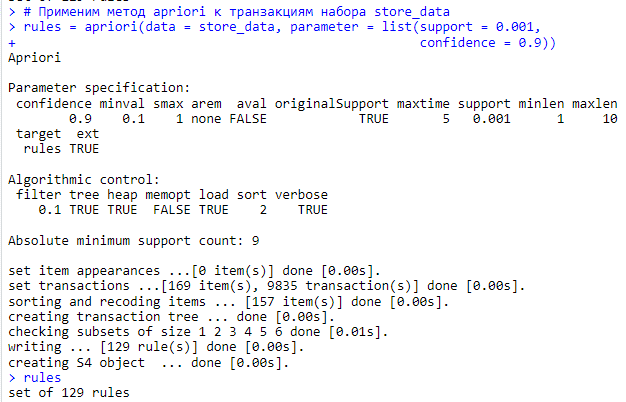 > # Применим метод apriori к транзакциям набора store_data
> rules = apriori(data = store_data, parameter = list(support = 0.001,
+                                                      confidence = 0.9))
Apriori

Parameter specification:
 confidence minval smax arem  aval originalSupport maxtime support minlen maxlen
        0.9    0.1    1 none FALSE            TRUE       5   0.001      1     10
 target  ext
  rules TRUE

Algorithmic control:
 filter tree heap memopt load sort verbose
    0.1 TRUE TRUE  FALSE TRUE    2    TRUE

Absolute minimum support count: 9

set item appearances ...[0 item(s)] done [0.00s].
set transactions ...[169 item(s), 9835 transaction(s)] done [0.00s].
sorting and recoding items ... [157 item(s)] done [0.00s].
creating transaction tree ... done [0.00s].
checking subsets of size 1 2 3 4 5 6 done [0.01s].
writing ... [129 rule(s)] done [0.00s].
creating S4 object  ... done [0.00s].
> rules
set of 129 rules